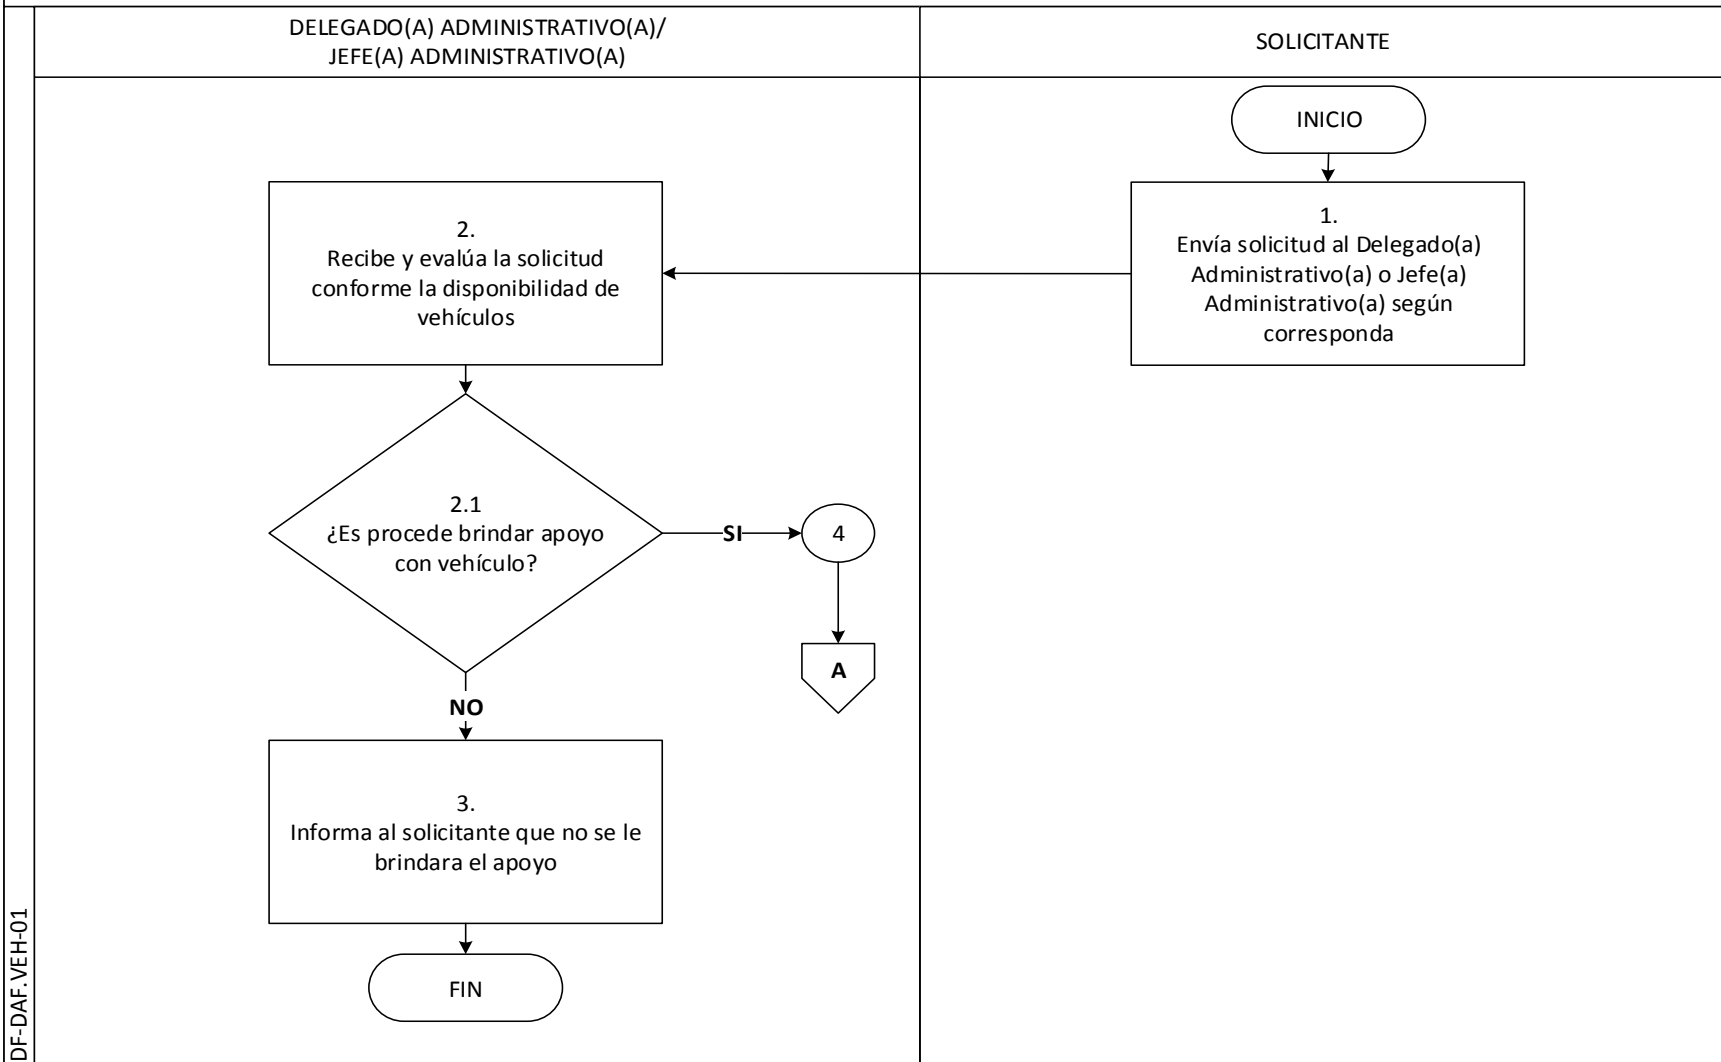 DELEGADO(A) ADMINISTRATIVO(A)/
JEFE(A) ADMINISTRATIVO(A)
SOLICITANTE
INICIO
1.
Envía solicitud al Delegado(a)
Administrativo(a) o Jefe(a)
Administrativo(a) según
corresponda
2.
Recibe y evalúa la solicitud
conforme la disponibilidad de
vehículos
2.1
¿Es procede brindar apoyo
con vehículo?
SI
4
A
NO
3.
Informa al solicitante que no se le
brindara el apoyo
FIN
DF-DAF.VEH-01